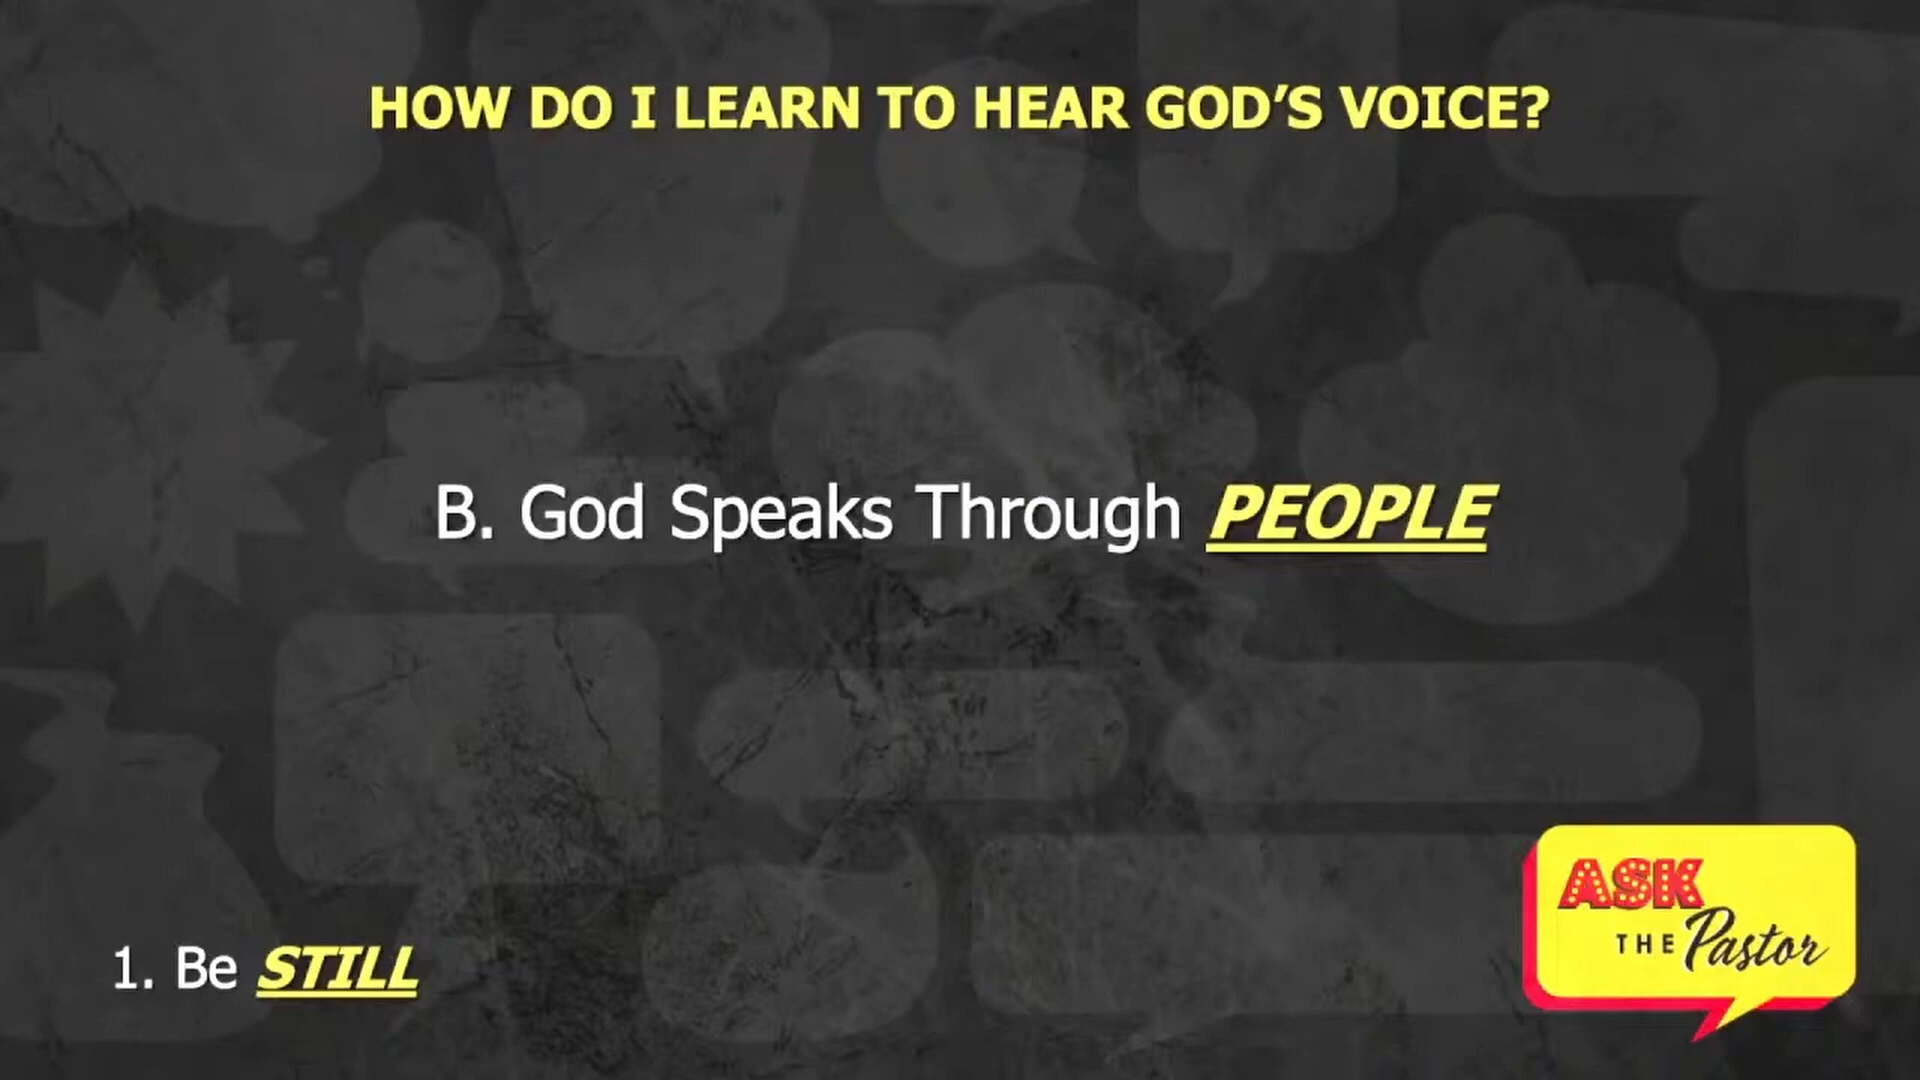 HOW DO I LEARN TO HEAR GOD'S VOICE?
B. God Speaks Through PEOPLE
1. Be STILL
ASK
THE Pastor